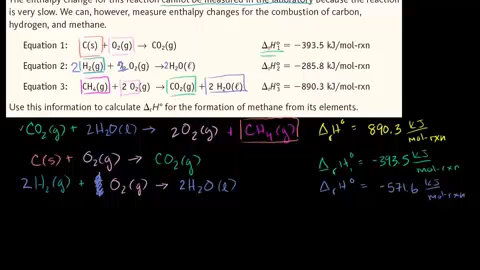 The enthalpy change for this reaction cannot be measured in the laboratory because the reaction
is very slow. We can, however, measure enthalpy changes for the combustion of carbon,
hydrogen, and methane.
Equation 1: C(s) + O₂(g) → CO₂(g) ΔrH°1 = −393.5 kJ/mol-rxn
Equation 2: 2H₂(g) + O₂(g) → 2H₂O(ℓ) ΔrH°2 = −285.8 kJ/mol-rxn
Equation 3: CH₄(g) + 2 O₂(g) → CO₂(g) + 2 H₂O(ℓ) ΔrH°3 = −890.3 kJ/mol-rxn
Use this information to calculate ΔrH° for the formation of methane from its elements.
CO₂(g) + 2H₂O(ℓ) → 2O₂(g) + CH₄(g) ΔrH° = 890.3 kJ/mol·rxn
C(s) + O₂(g) → CO₂(g) ΔrH° = -393.5 kJ/mol·rxn
2H₂(g) + O₂(g) → 2H₂O(ℓ) ΔrH° = -571.6 kJ/mol·rxn